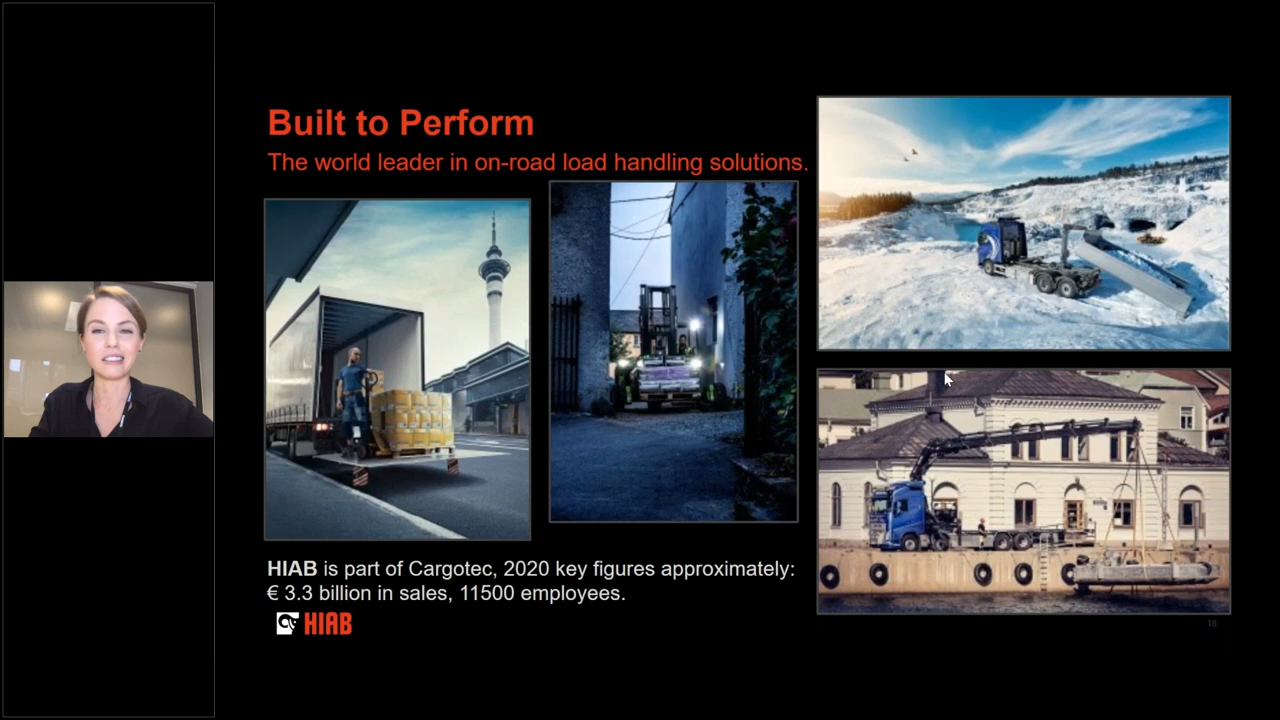 Built to Perform
The world leader in on-road load handling solutions.
HIAB is part of Cargotec, 2020 key figures approximately:
€ 3.3 billion in sales, 11500 employees.
HIAB
18